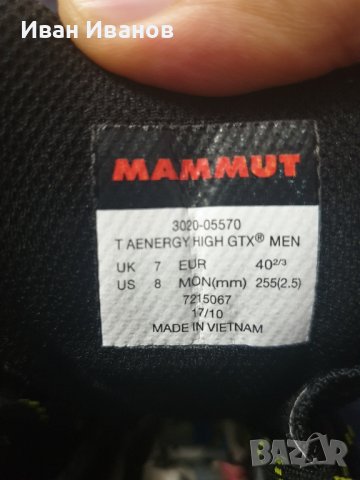 Иван Иванов
MAMMUT
3020-05570
T AENERGY HIGH GTX® MEN
UK 7 EUR 40 2/3
US 8 MON(mm) 255(2.5)
7215067
17/10
MADE IN VIETNAM
BAZAR